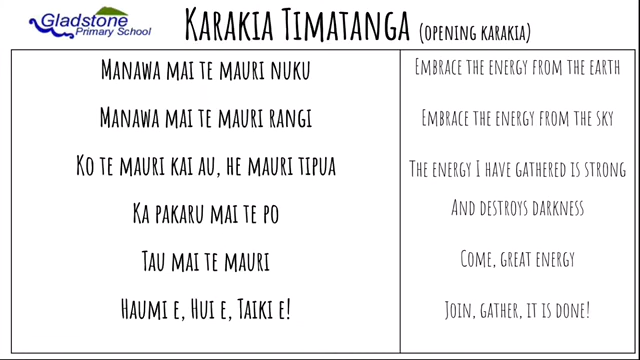 Gladstone
Primary School
Karakia Timatanga (opening karakia)
Manawa mai te mauri nuku
Embrace the energy from the earth
Manawa mai te mauri rangi
Embrace the energy from the sky
Ko te mauri kai au, he mauri tipua
The energy I have gathered is strong
Ka pakaru mai te po
And destroys darkness
Tau mai te mauri
Come, great energy
Haumi e, Hui e, Taiki e!
Join, gather, it is done!